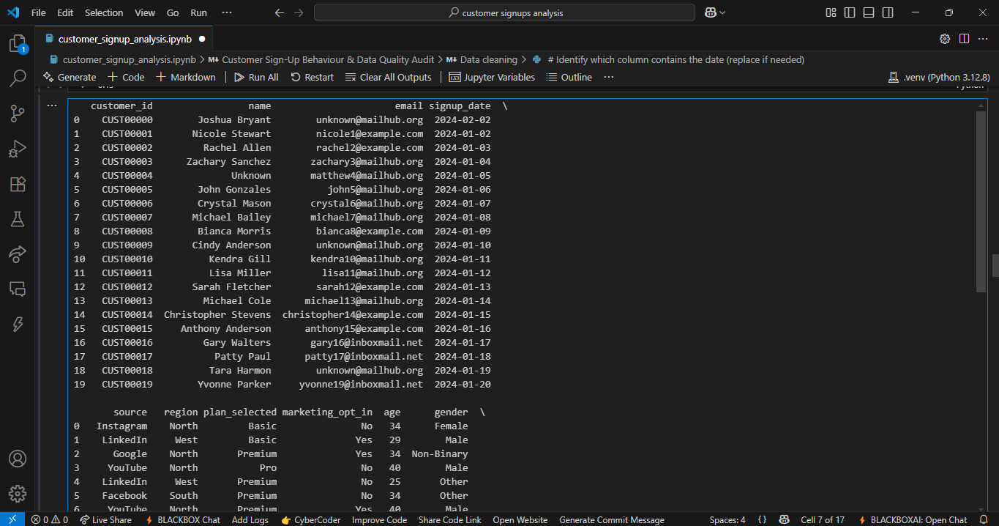 File Edit Selection View Go Run ··· customer signups analysis
customer_signup_analysis.ipynb
customer_signup_analysis.ipynb > M↓ Customer Sign-Up Behaviour & Data Quality Audit > M↓ Data cleaning > # Identify which column contains the date (replace if needed)
Generate + Code + Markdown | Run All Restart Clear All Outputs | Jupyter Variables Outline ··· .venv (Python 3.12.8)
Python
1
customer_id name email signup_date \
0 CUST00000 Joshua Bryant unknown@mailhub.org 2024-02-02
1 CUST00001 Nicole Stewart nicole1@example.com 2024-01-02
2 CUST00002 Rachel Allen rachel2@example.com 2024-01-03
3 CUST00003 Zachary Sanchez zachary3@mailhub.org 2024-01-04
4 CUST00004 Unknown matthew4@mailhub.org 2024-01-05
5 CUST00005 John Gonzales john5@mailhub.org 2024-01-06
6 CUST00006 Crystal Mason crystal6@mailhub.org 2024-01-07
7 CUST00007 Michael Bailey michael7@mailhub.org 2024-01-08
8 CUST00008 Bianca Morris bianca8@example.com 2024-01-09
9 CUST00009 Cindy Anderson unknown@mailhub.org 2024-01-10
10 CUST00010 Kendra Gill kendra10@mailhub.org 2024-01-11
11 CUST00011 Lisa Miller lisa11@mailhub.org 2024-01-12
12 CUST00012 Sarah Fletcher sarah12@example.com 2024-01-13
13 CUST00013 Michael Cole michael13@mailhub.org 2024-01-14
14 CUST00014 Christopher Stevens christopher14@example.com 2024-01-15
15 CUST00015 Anthony Anderson anthony15@example.com 2024-01-16
16 CUST00016 Gary Walters gary16@inboxmail.net 2024-01-17
17 CUST00017 Patty Paul patty17@inboxmail.net 2024-01-18
18 CUST00018 Tara Harmon unknown@mailhub.org 2024-01-19
19 CUST00019 Yvonne Parker yvonne19@inboxmail.net 2024-01-20
source region plan_selected marketing_opt_in age gender \
0 Instagram North Basic No 34 Female
1 LinkedIn West Basic Yes 29 Male
2 Google North Premium Yes 34 Non-Binary
3 YouTube North Pro No 40 Male
4 LinkedIn West Premium No 25 Other
5 Facebook South Premium No 34 Other
6 YouTube North Premium Yes 40 Male
0 0 Live Share BLACKBOX Chat Add Logs CyberCoder Improve Code Share Code Link Open Website Generate Commit Message Spaces: 4 {} Cell 7 of 17 BLACKBOXAI: Open Chat